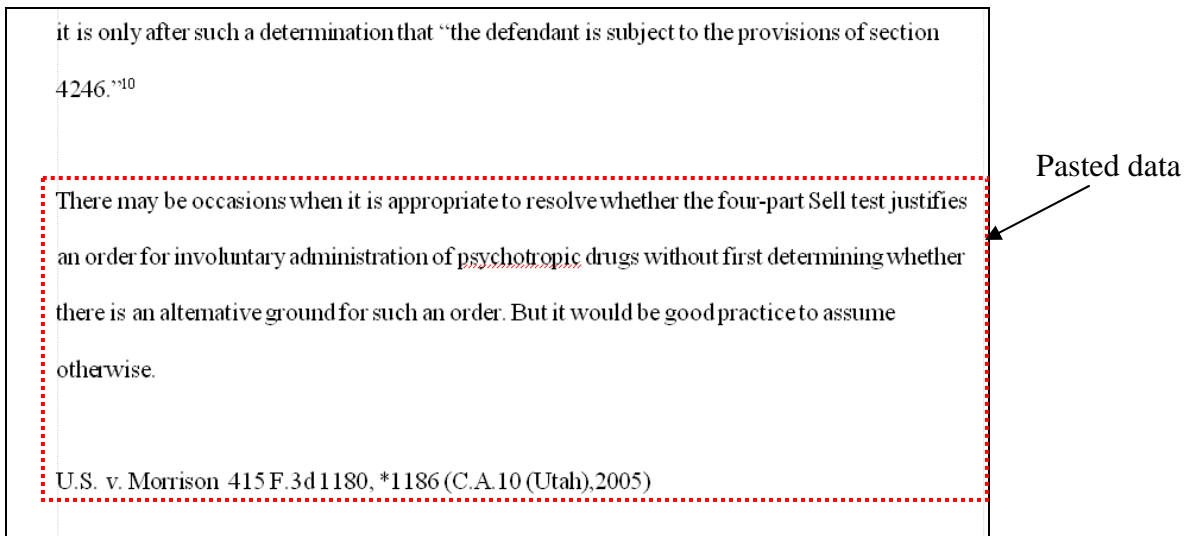 it is only after such a determination that “the defendant is subject to the provisions of section
4246.”10
Pasted data
There may be occasions when it is appropriate to resolve whether the four-part Sell test justifies
an order for involuntary administration of psychotropic drugs without first determining whether
there is an alternative ground for such an order. But it would be good practice to assume
otherwise.
U.S. v. Morrison 415 F.3d 1180, *1186 (C.A.10 (Utah),2005)